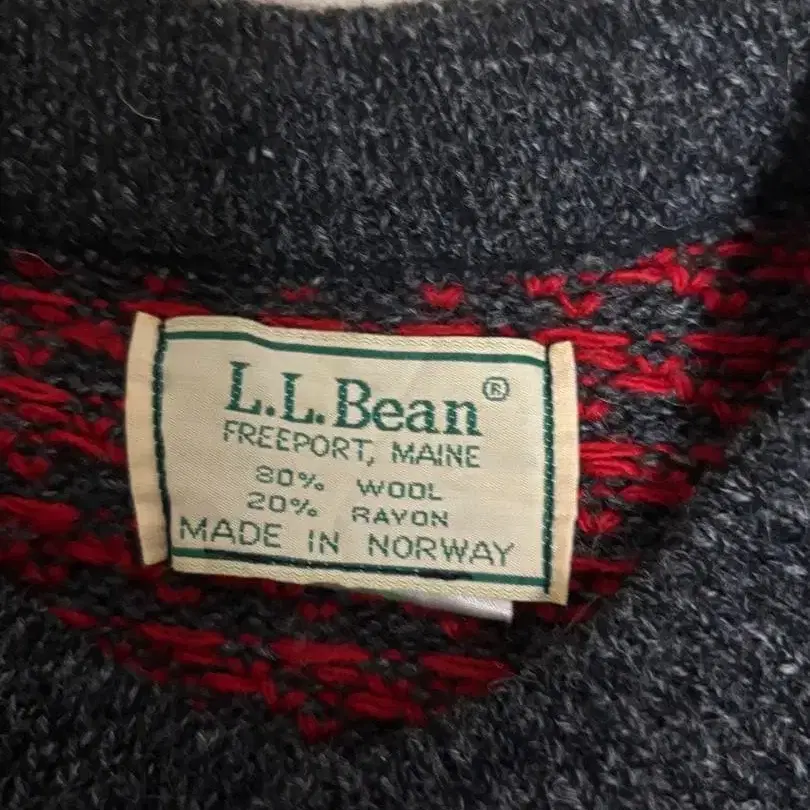 L.L.Bean®
FREEPORT, MAINE
80% WOOL
20% RAYON
MADE IN NORWAY